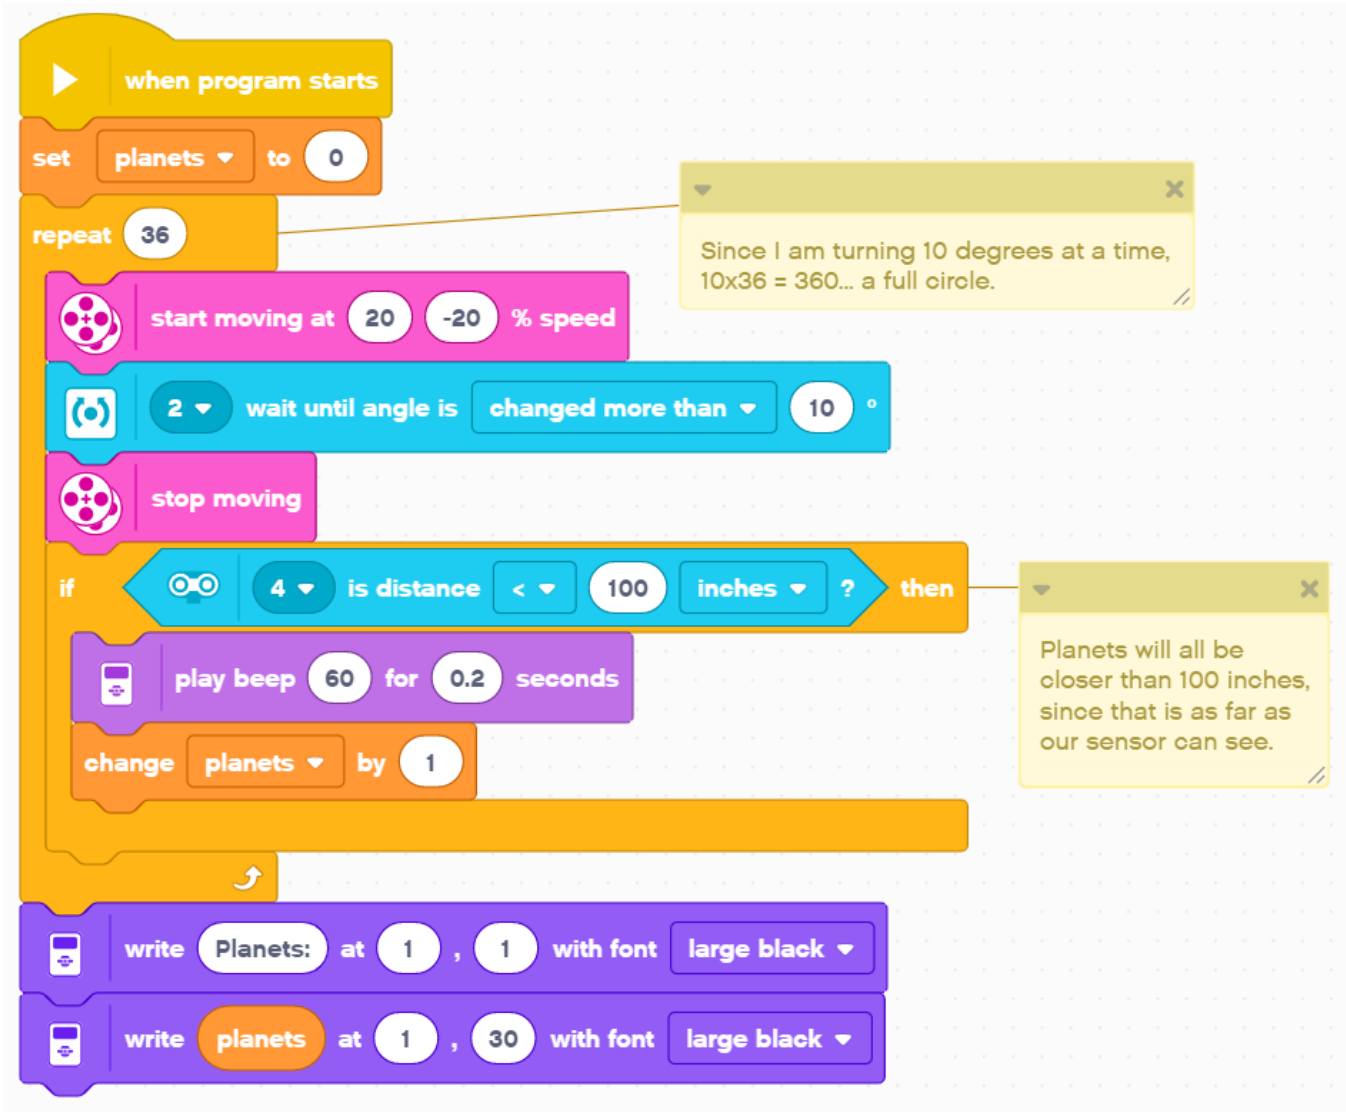 when program starts
set planets to 0
repeat 36
Since I am turning 10 degrees at a time,
10x36 = 360... a full circle.
start moving at 20 -20 % speed
2 wait until angle is changed more than 10 °
stop moving
if 4 is distance < 100 inches ? then
Planets will all be
closer than 100 inches,
since that is as far as
our sensor can see.
play beep 60 for 0.2 seconds
change planets by 1
write Planets: at 1 , 1 with font large black
write planets at 1 , 30 with font large black